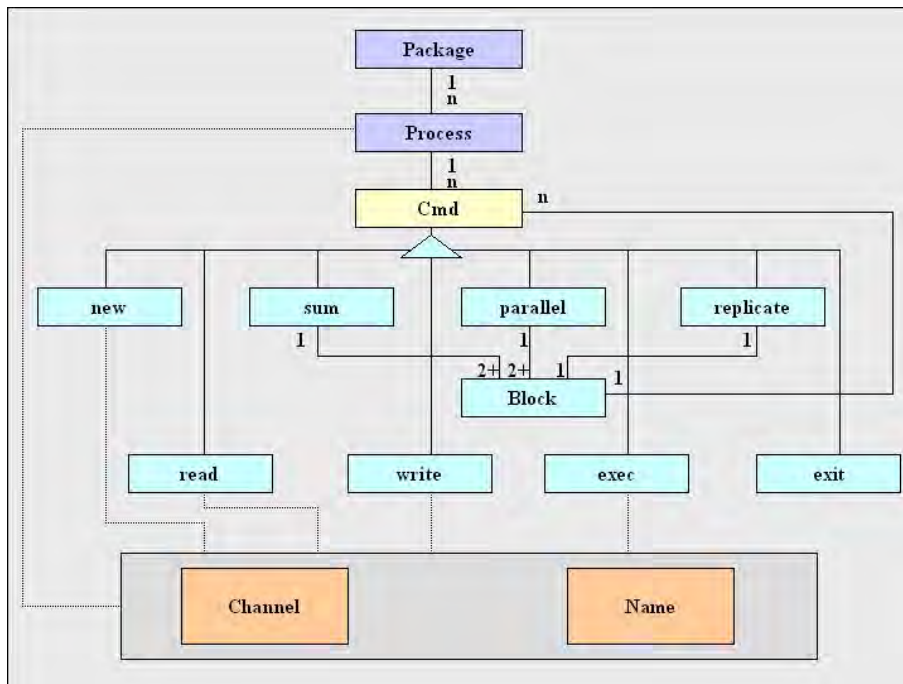 Package
1
n
Process
1
n
Cmd
n
new
sum
parallel
replicate
1
1
1
2+
2+
1
1
Block
read
write
exec
exit
Channel
Name